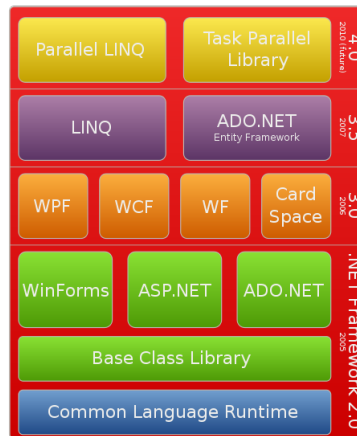 Parallel LINQ
Task Parallel
Library
4.0
2010 (future)
LINQ
ADO.NET
Entity Framework
3.5
2007
WPF
WCF
WF
Card
Space
3.0
2006
WinForms
ASP.NET
ADO.NET
Base Class Library
Common Language Runtime
.NET Framework 2.0
2005